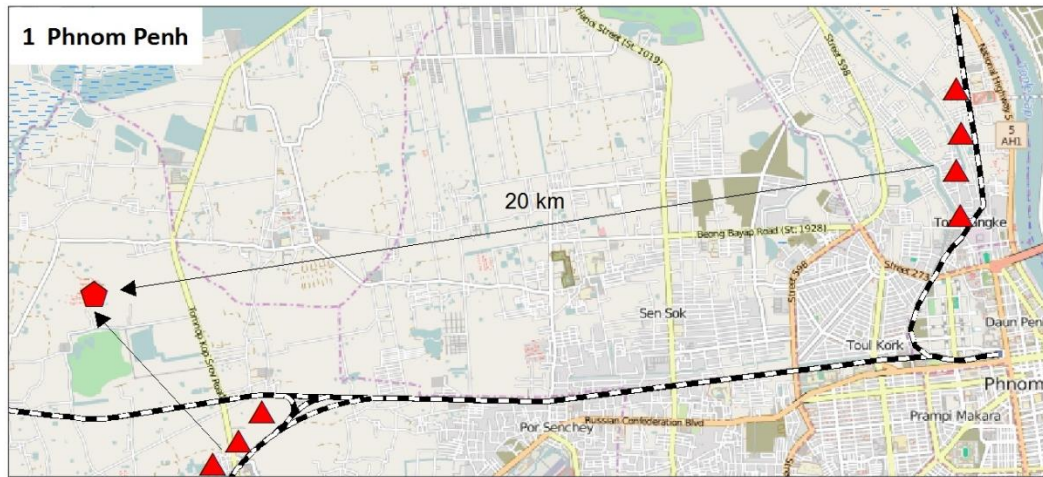 1 Phnom Penh
Hanoi Street (St. 1019)
Street 598
National Highway 5
5
AH1
20 km
Beong Bayap Road (St. 1928)
Street 598
Street 271
Sen Sok
Toul Kork
Daun Pen
Phnom
Prampi Makara
Russian Confederation Blvd
Por Senchey